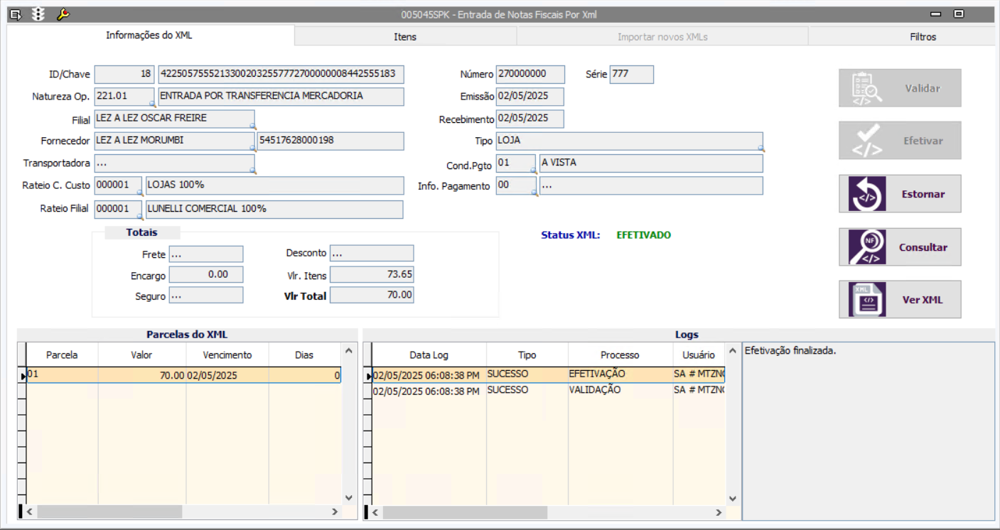 005045SPK - Entrada de Notas Fiscais Por Xml
Informações do XML
Itens
Importar novos XMLs
Filtros
ID/Chave 18 42250575552133002032557772700000008442555183
Número 270000000 Série 777
Natureza Op. 221.01 ENTRADA POR TRANSFERENCIA MERCADORIA
Emissão 02/05/2025
Filial LEZ A LEZ OSCAR FREIRE
Recebimento 02/05/2025
Fornecedor LEZ A LEZ MORUMBI 54517628000198
Tipo LOJA
Transportadora ...
Cond.Pgto 01 A VISTA
Rateio C. Custo 000001 LOJAS 100%
Info. Pagamento 00 ...
Rateio Filial 000001 LUNELLI COMERCIAL 100%
Validar
Efetivar
Estornar
NF
Consultar
XML
Ver XML
Totais
Status XML: EFETIVADO
Frete ... Desconto ...
Encargo 0.00 Vlr. Itens 73.65
Seguro ... Vlr Total 70.00
Parcelas do XML
Parcela Valor Vencimento Dias
01 70.00 02/05/2025 0
Logs
Data Log Tipo Processo Usuário
02/05/2025 06:08:38 PM SUCESSO EFETIVAÇÃO SA # MTZN
02/05/2025 06:08:38 PM SUCESSO VALIDAÇÃO SA # MTZN
Efetivação finalizada.